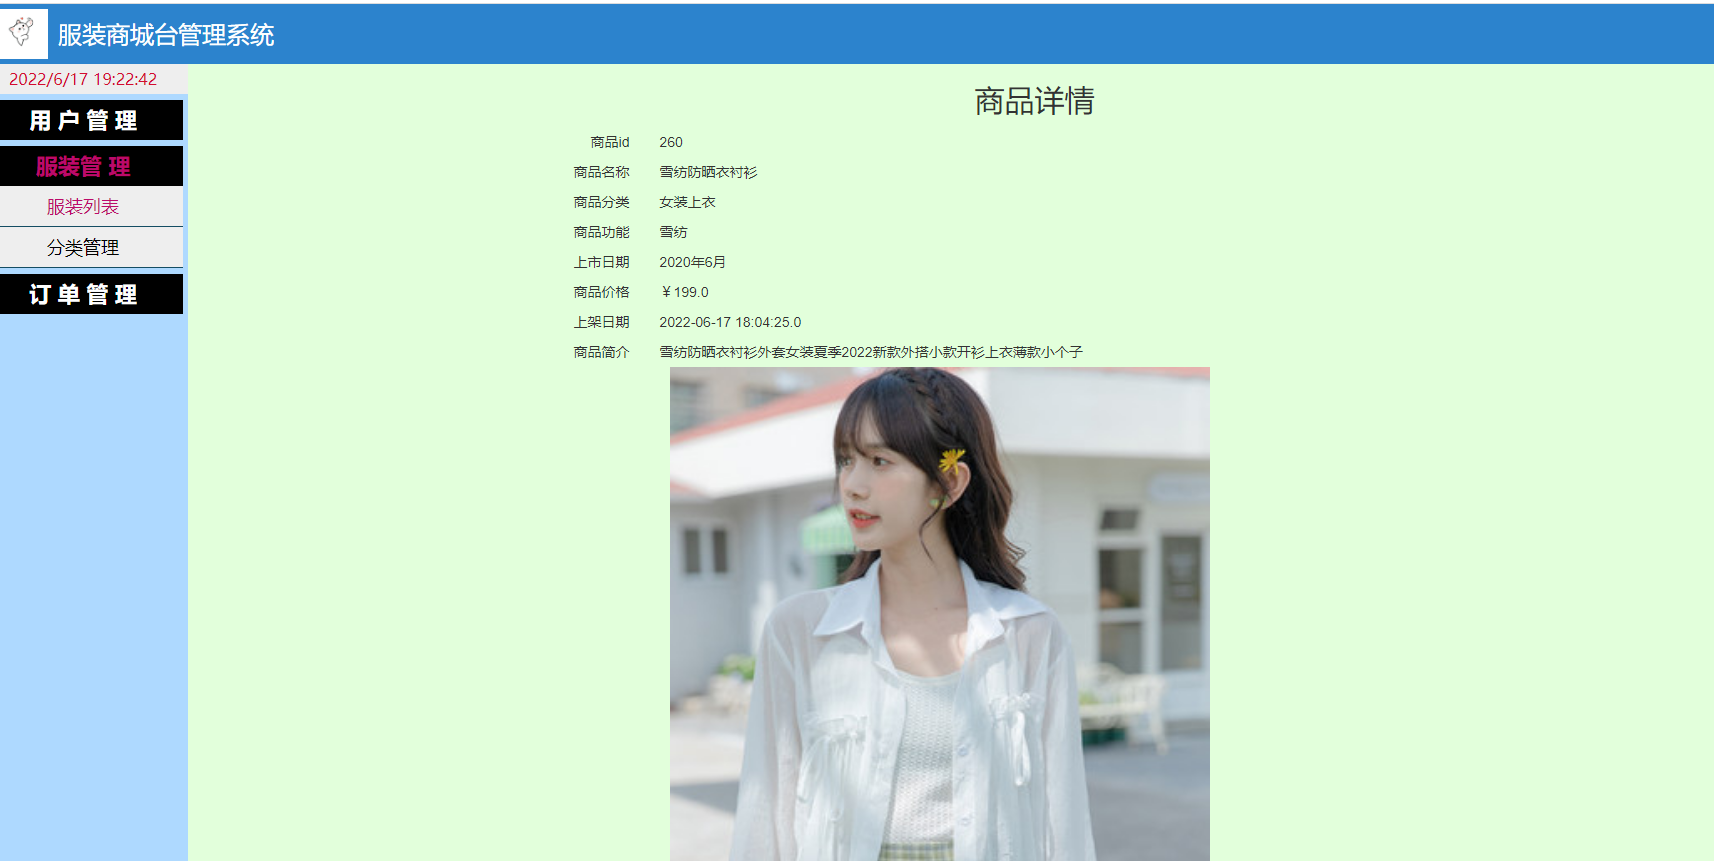 服装商城台管理系统
2022/6/17 19:22:42
用 户 管 理
服装管 理
服装列表
分类管理
订 单 管 理
商品详情
商品id 260
商品名称 雪纺防晒衣衬衫
商品分类 女装上衣
商品功能 雪纺
上市日期 2020年6月
商品价格 ￥199.0
上架日期 2022-06-17 18:04:25.0
商品简介 雪纺防晒衣衬衫外套女装夏季2022新款外搭小款开衫上衣薄款小个子